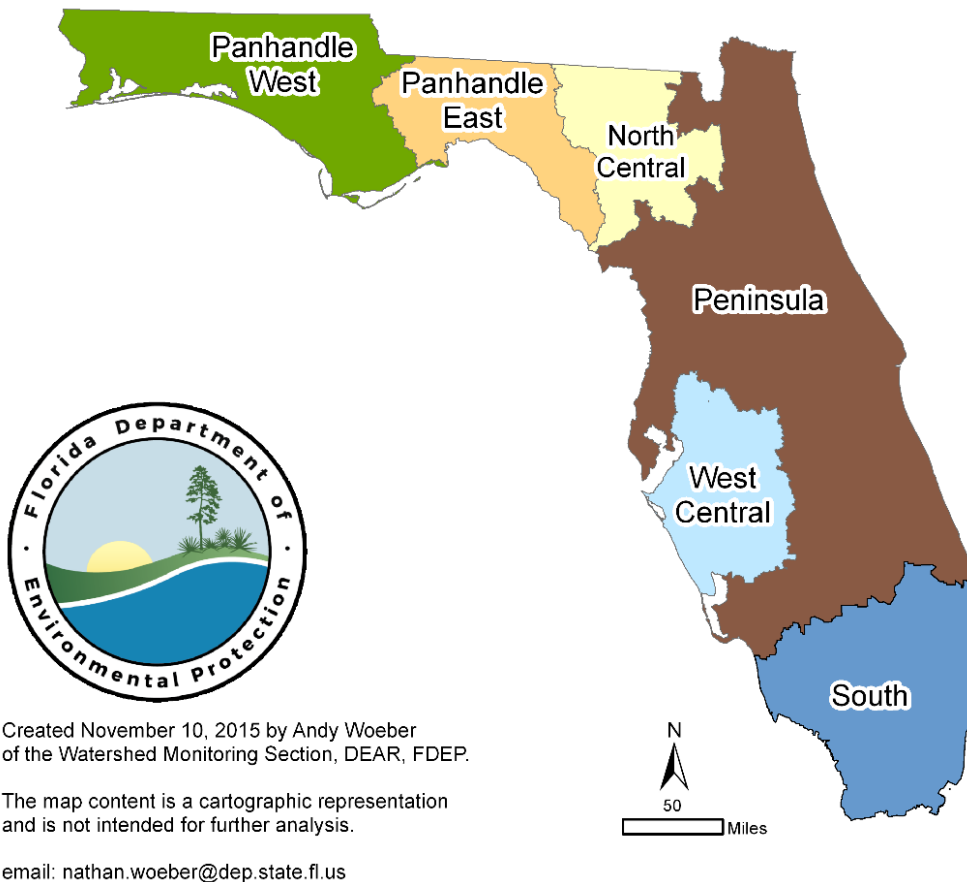 Panhandle
West
Panhandle
East
North
Central
Peninsula
West
Central
South
Florida Department of
Environmental Protection
Created November 10, 2015 by Andy Woeber
of the Watershed Monitoring Section, DEAR, FDEP.
The map content is a cartographic representation
and is not intended for further analysis.
email: nathan.woeber@dep.state.fl.us
N
50
Miles